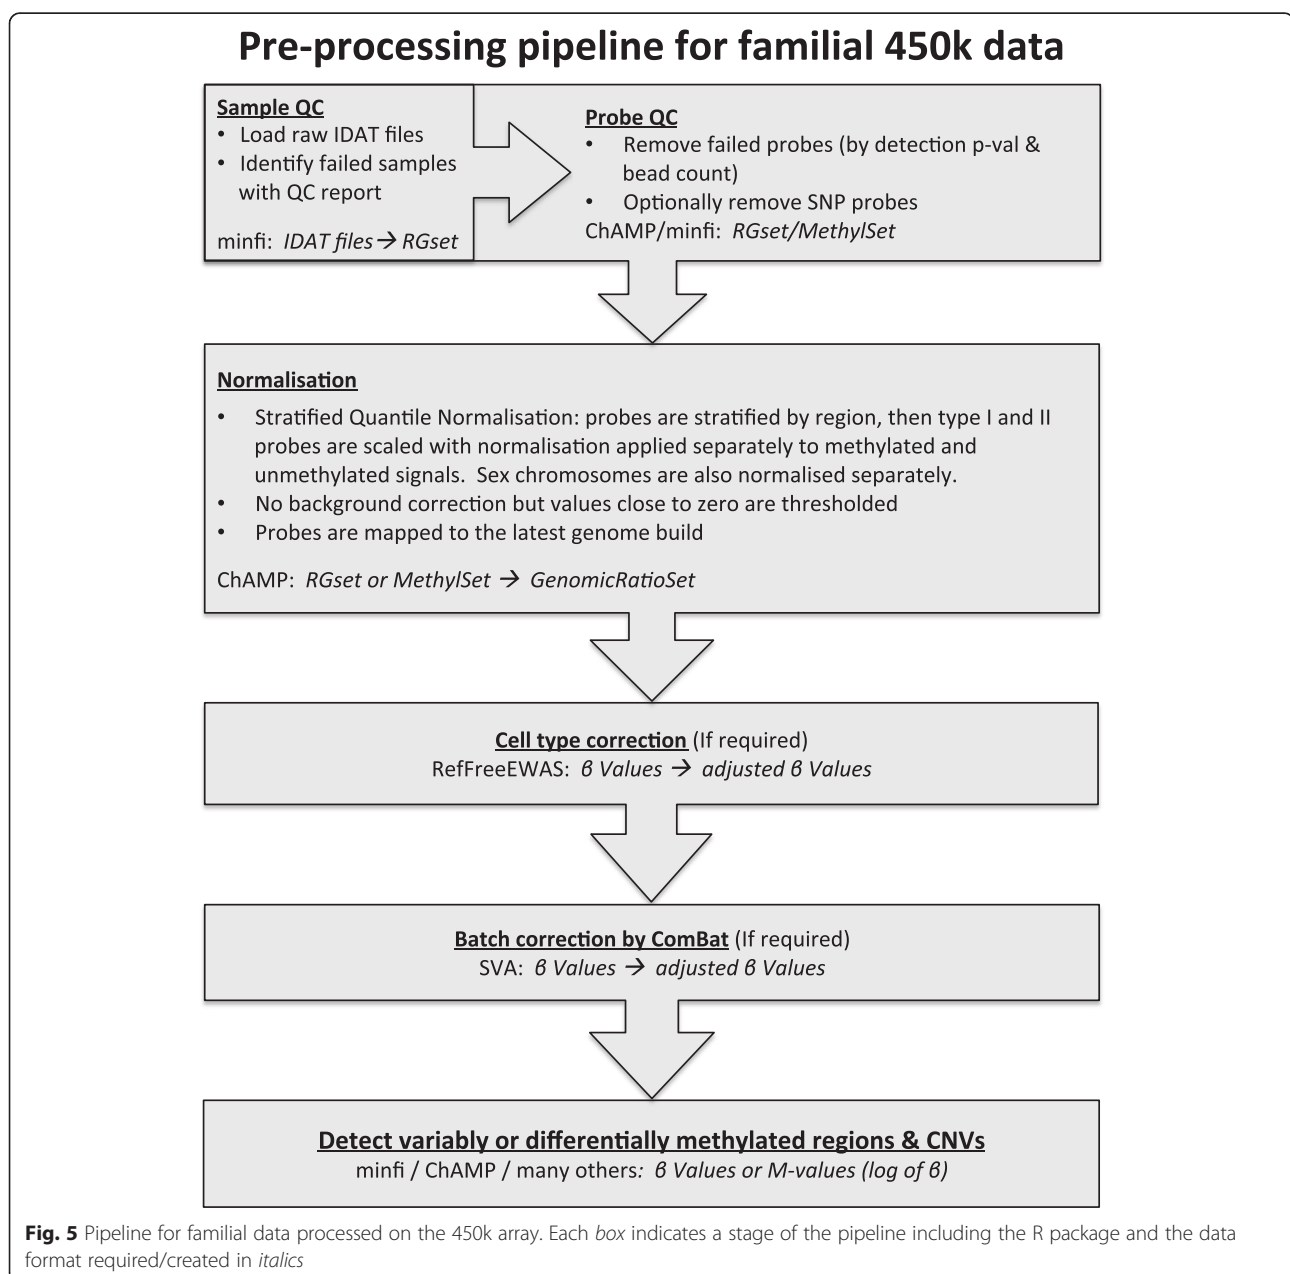 Pre-processing pipeline for familial 450k data
Sample QC
• Load raw IDAT files
• Identify failed samples
with QC report
minfi: IDAT files → RGset
Probe QC
• Remove failed probes (by detection p-val &
bead count)
• Optionally remove SNP probes
ChAMP/minfi: RGset/MethylSet
Normalisation
• Stratified Quantile Normalisation: probes are stratified by region, then type I and II
probes are scaled with normalisation applied separately to methylated and
unmethylated signals. Sex chromosomes are also normalised separately.
• No background correction but values close to zero are thresholded
• Probes are mapped to the latest genome build
ChAMP: RGset or MethylSet → GenomicRatioSet
Cell type correction (If required)
RefFreeEWAS: β Values → adjusted β Values
Batch correction by ComBat (If required)
SVA: β Values → adjusted β Values
Detect variably or differentially methylated regions & CNVs
minfi / ChAMP / many others: β Values or M-values (log of β)
Fig. 5 Pipeline for familial data processed on the 450k array. Each box indicates a stage of the pipeline including the R package and the data
format required/created in italics